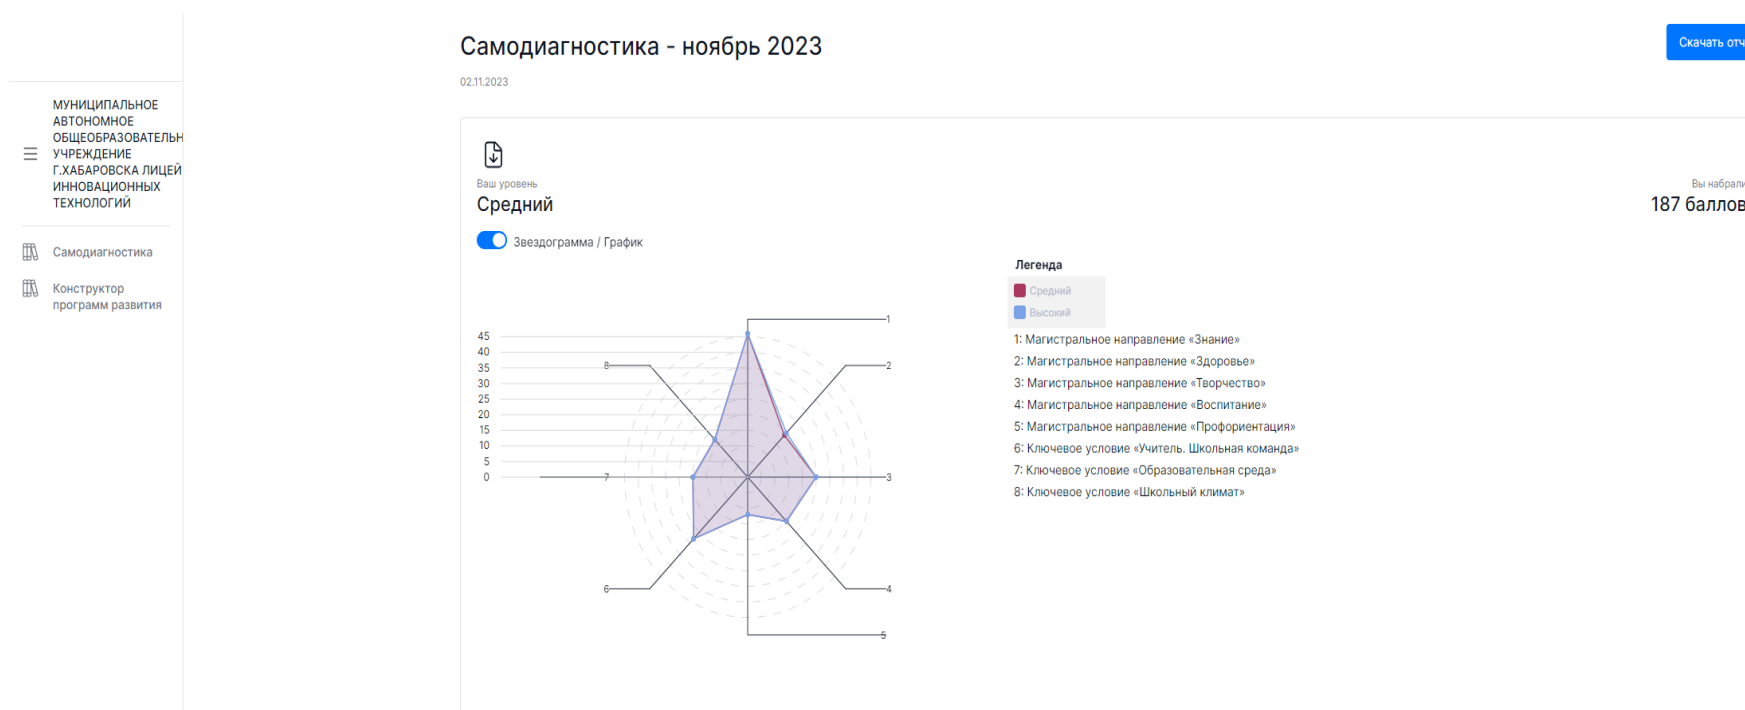 Самодиагностика - ноябрь 2023
Скачать отч
02.11.2023
МУНИЦИПАЛЬНОЕ
АВТОНОМНОЕ
ОБЩЕОБРАЗОВАТЕЛЬН
УЧРЕЖДЕНИЕ
Г.ХАБАРОВСКА ЛИЦЕЙ
ИННОВАЦИОННЫХ
ТЕХНОЛОГИЙ
Самодиагностика
Конструктор
программ развития
Ваш уровень
Средний
Вы набрали
187 баллов
Звездограмма / График
45
40
35
30
25
20
15
10
5
0
1
2
3
4
5
6
7
8
Легенда
Средний
Высокий
1: Магистральное направление «Знание»
2: Магистральное направление «Здоровье»
3: Магистральное направление «Творчество»
4: Магистральное направление «Воспитание»
5: Магистральное направление «Профориентация»
6: Ключевое условие «Учитель. Школьная команда»
7: Ключевое условие «Образовательная среда»
8: Ключевое условие «Школьный климат»